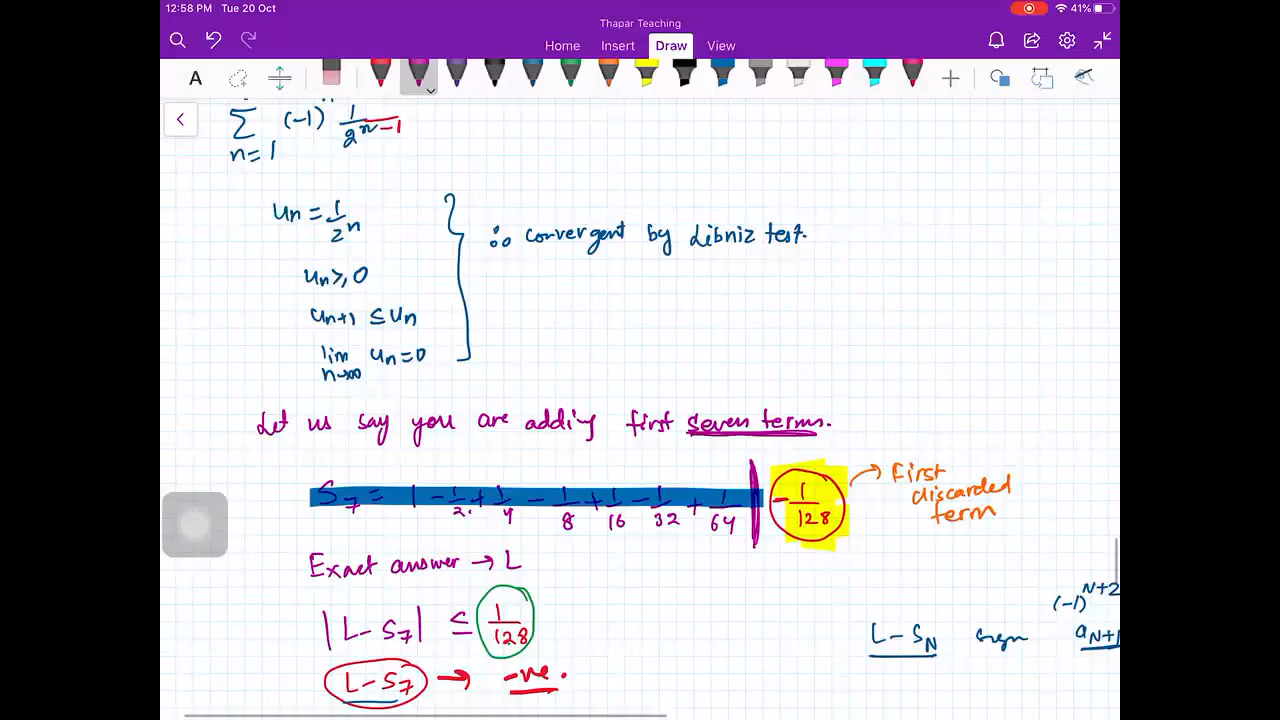 12:58 PM Tue 20 Oct 41%
Thapar Teaching
Home Insert Draw View
A
∑ (-1) 1/2^n-1
n=1
un = 1/2^n
∴ convergent by Libniz test.
un ≥ 0
un+1 ≤ un
lim un = 0
n→∞
Let us say you are adding first seven terms.
S7 = 1 - 1/2 + 1/4 - 1/8 + 1/16 - 1/32 + 1/64 - 1/128 → First discarded term
Exact answer → L
|L - S7| ≤ 1/128
(-1)^N+2
L - SN sign aN+1
L - S7 → -ve.